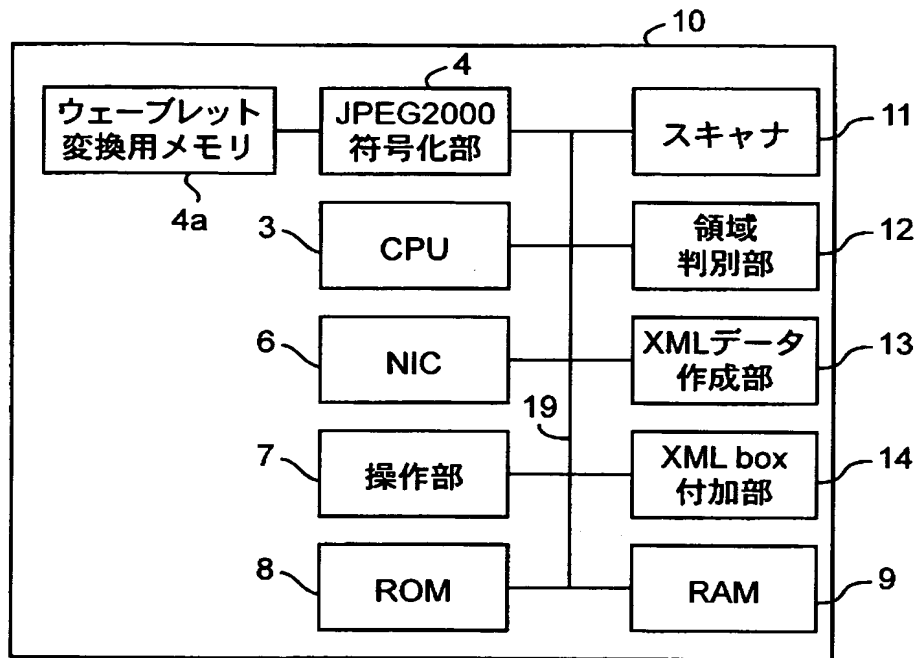 10
ウェーブレット
変換用メモリ
4a
4
JPEG2000
符号化部
スキャナ
11
3
CPU
領域
判別部
12
6
NIC
XMLデータ
作成部
13
19
7
操作部
XML box
付加部
14
8
ROM
RAM
9